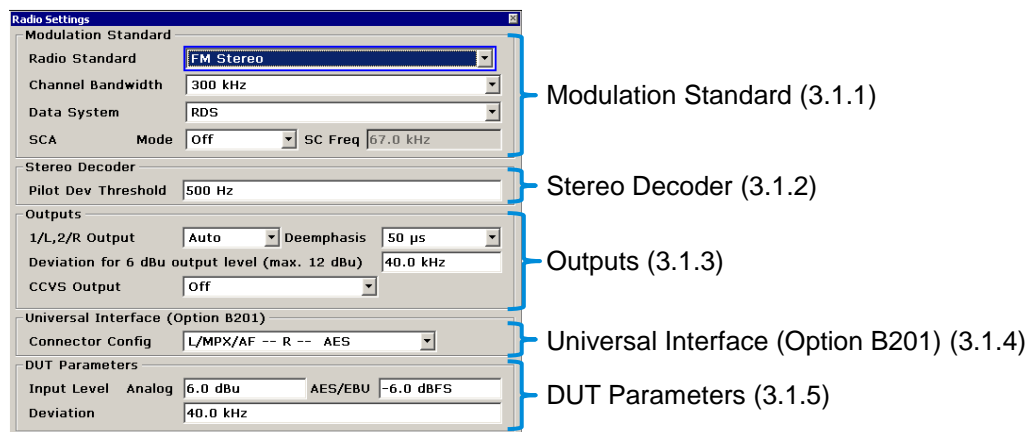 Radio Settings
Modulation Standard
Radio Standard FM Stereo
Channel Bandwidth 300 kHz
Data System RDS
SCA Mode Off SC Freq 67.0 kHz
Modulation Standard (3.1.1)
Stereo Decoder
Pilot Dev Threshold 500 Hz
Stereo Decoder (3.1.2)
Outputs
1/L,2/R Output Auto Deemphasis 50 µs
Deviation for 6 dBu output level (max. 12 dBu) 40.0 kHz
CCVS Output Off
Outputs (3.1.3)
Universal Interface (Option B201)
Connector Config L/MPX/AF -- R -- AES
Universal Interface (Option B201) (3.1.4)
DUT Parameters
Input Level Analog 6.0 dBu AES/EBU -6.0 dBFS
Deviation 40.0 kHz
DUT Parameters (3.1.5)